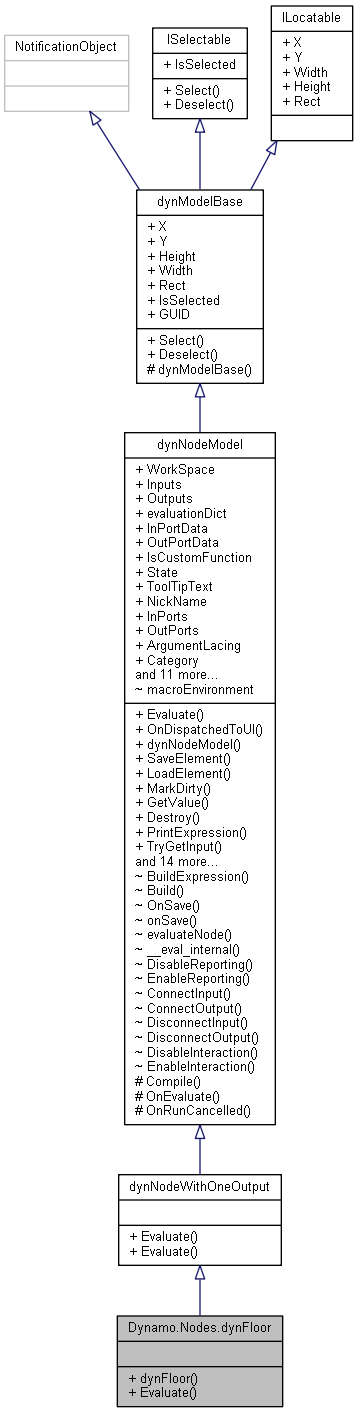 NotificationObject
ISelectable
+ IsSelected
+ Select()
+ Deselect()
ILocatable
+ X
+ Y
+ Width
+ Height
+ Rect
dynModelBase
+ X
+ Y
+ Height
+ Width
+ Rect
+ IsSelected
+ GUID
+ Select()
+ Deselect()
# dynModelBase()
dynNodeModel
+ WorkSpace
+ Inputs
+ Outputs
+ evaluationDict
+ InPortData
+ OutPortData
+ IsCustomFunction
+ State
+ ToolTipText
+ NickName
+ InPorts
+ OutPorts
+ ArgumentLacing
+ Category
and 11 more...
~ macroEnvironment
+ Evaluate()
+ OnDispatchedToUI()
+ dynNodeModel()
+ SaveElement()
+ LoadElement()
+ MarkDirty()
+ GetValue()
+ Destroy()
+ PrintExpression()
+ TryGetInput()
and 14 more...
~ BuildExpression()
~ Build()
~ OnSave()
~ onSave()
~ evaluateNode()
~ __eval_internal()
~ DisableReporting()
~ EnableReporting()
~ ConnectInput()
~ ConnectOutput()
~ DisconnectInput()
~ DisconnectOutput()
~ DisableInteraction()
~ EnableInteraction()
# Compile()
# OnEvaluate()
# OnRunCancelled()
dynNodeWithOneOutput
+ Evaluate()
+ Evaluate()
Dynamo.Nodes.dynFloor
+ dynFloor()
+ Evaluate()